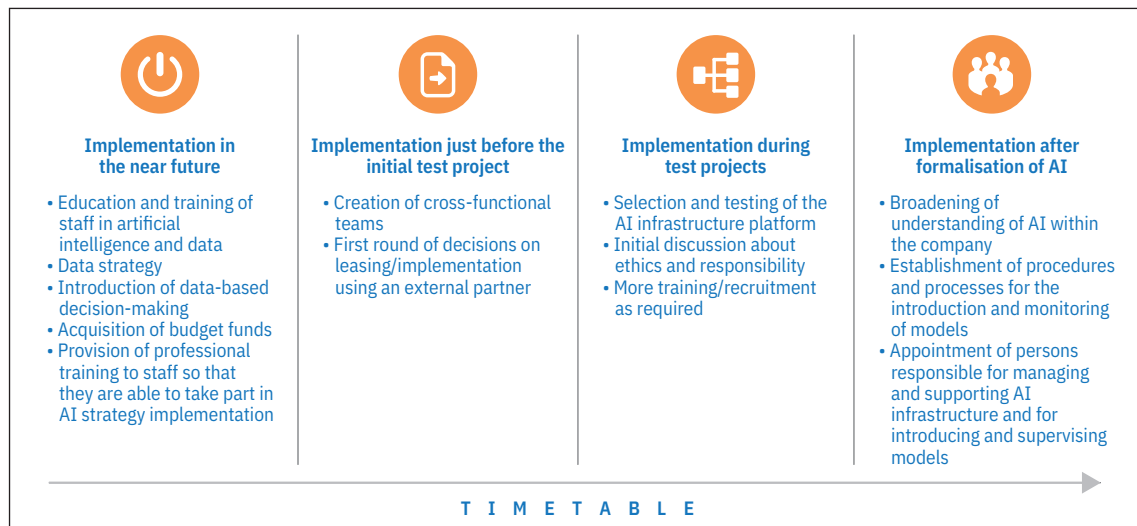 Implementation in
the near future
• Education and training of
staff in artificial
intelligence and data
• Data strategy
• Introduction of data-based
decision-making
• Acquisition of budget funds
• Provision of professional
training to staff so that
they are able to take part in
AI strategy implementation
Implementation just before the
initial test project
• Creation of cross-functional
teams
• First round of decisions on
leasing/implementation
using an external partner
Implementation during
test projects
• Selection and testing of the
AI infrastructure platform
• Initial discussion about
ethics and responsibility
• More training/recruitment
as required
Implementation after
formalisation of AI
• Broadening of
understanding of AI within
the company
• Establishment of procedures
and processes for the
introduction and monitoring
of models
• Appointment of persons
responsible for managing
and supporting AI
infrastructure and for
introducing and supervising
models
TIMETABLE